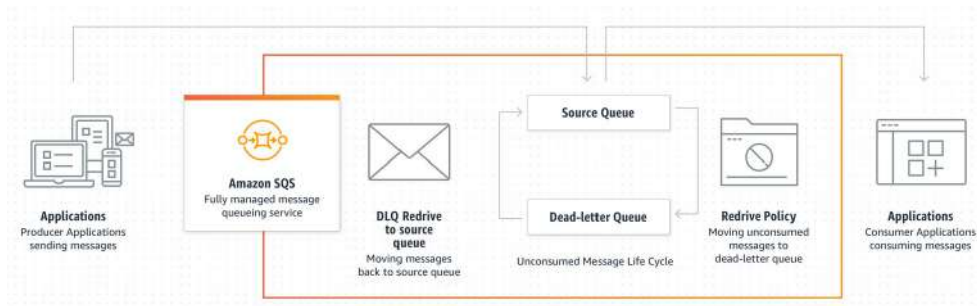 Applications
Producer Applications
sending messages
Amazon SQS
Fully managed message
queueing service
DLQ Redrive
to source
queue
Moving messages
back to source queue
Source Queue
Dead-letter Queue
Unconsumed Message Life Cycle
Redrive Policy
Moving unconsumed
messages to
dead-letter queue
Applications
Consumer Applications
consuming messages